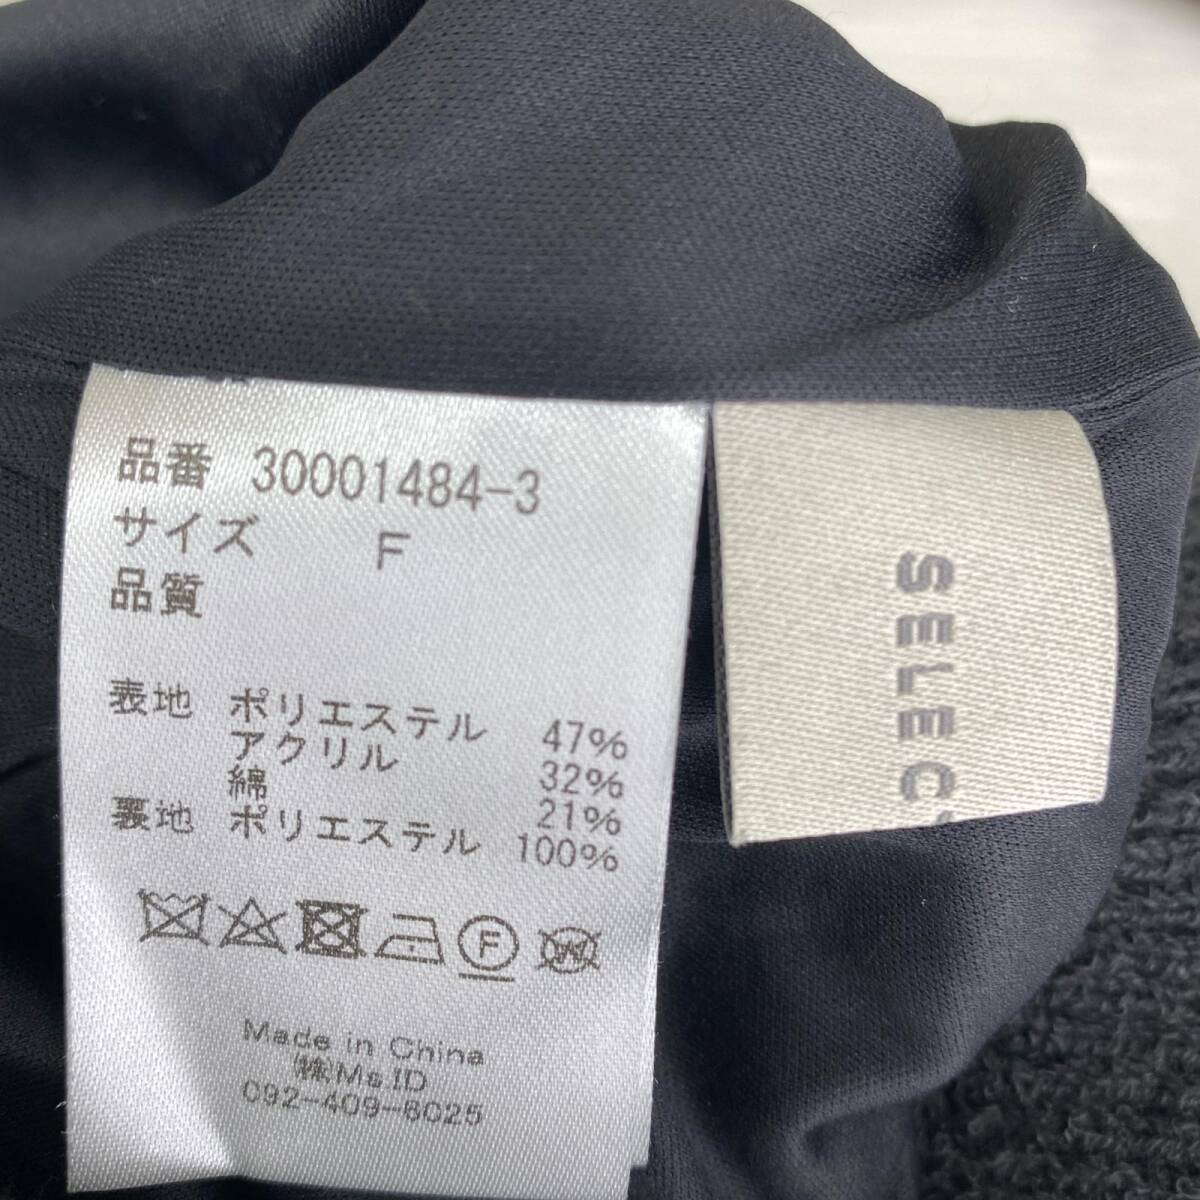 品番 30001484-3
サイズ F
品質
表地 ポリエステル 47%
アクリル 32%
綿 21%
裏地 ポリエステル 100%
F
W
Made in China
㈱Ms.ID
092-409-6025
SELEC